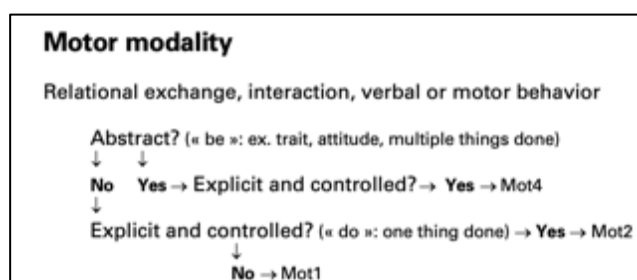 Motor modality
Relational exchange, interaction, verbal or motor behavior
Abstract? (« be »: ex. trait, attitude, multiple things done)
↓ ↓
No Yes → Explicit and controlled? → Yes → Mot4
↓
Explicit and controlled? (« do »: one thing done) → Yes → Mot2
↓
No → Mot1